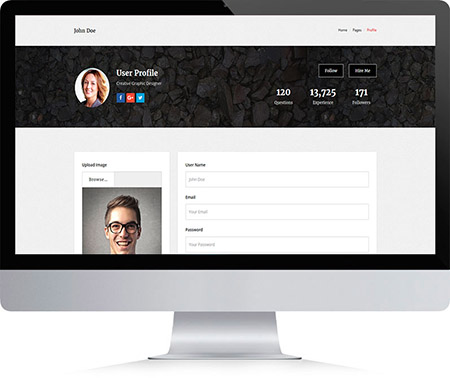 John Doe
Home Pages Profile
User Profile
Creative Graphic Designer
Follow Hire Me
120 13,725 171
Questions Experience Followers
Upload Image
Browse...
User Name
John Doe
Email
Your Email
Password
Your Password